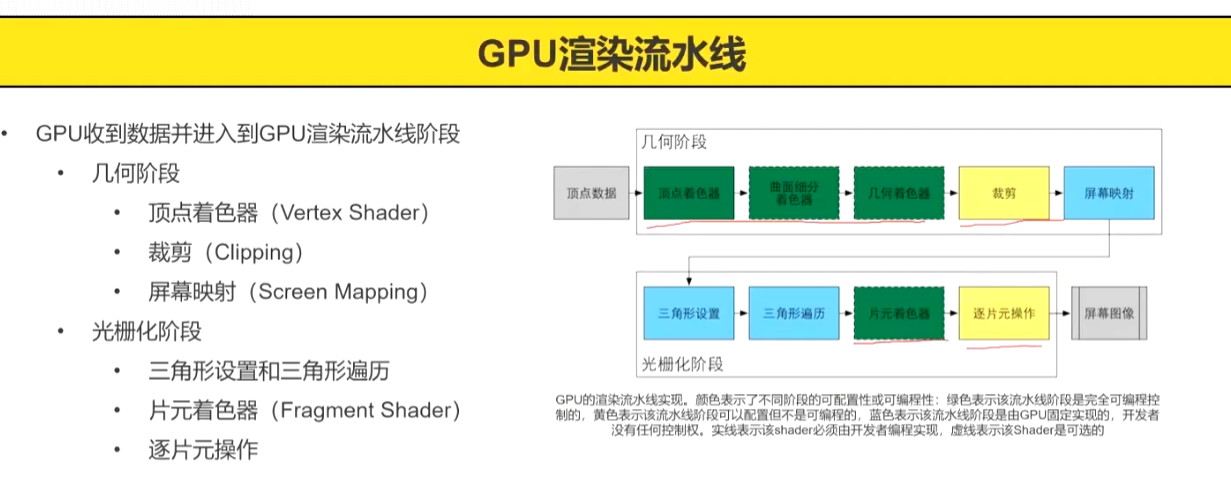 GPU渲染流水线
• GPU收到数据并进入到GPU渲染流水线阶段
• 几何阶段
• 顶点着色器（Vertex Shader）
• 裁剪（Clipping）
• 屏幕映射（Screen Mapping）
• 光栅化阶段
• 三角形设置和三角形遍历
• 片元着色器（Fragment Shader）
• 逐片元操作
几何阶段
顶点数据
顶点着色器
曲面细分
着色器
几何着色器
裁剪
屏幕映射
三角形设置
三角形遍历
片元着色器
逐片元操作
屏幕图像
光栅化阶段
GPU的渲染流水线实现。颜色表示了不同阶段的可配置性或可编程性：绿色表示该流水线阶段是完全可编程控
制的，黄色表示该流水线阶段可以配置但不是可编程的，蓝色表示该流水线阶段是由GPU固定实现的，开发者
没有任何控制权。实线表示该shader必须由开发者编程实现，虚线表示该Shader是可选的